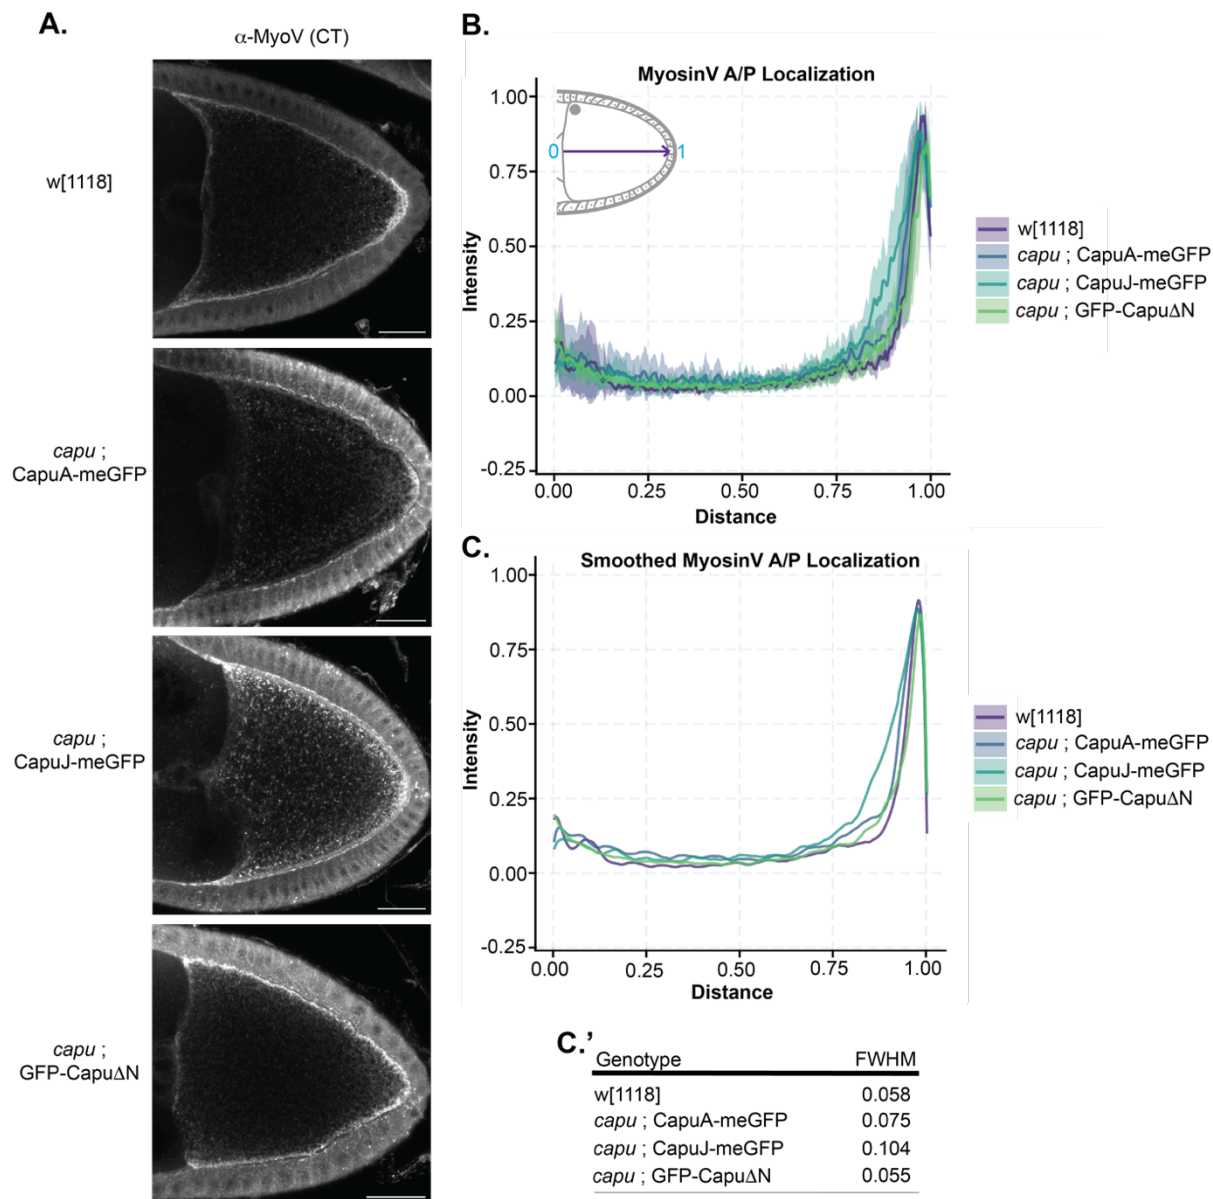 A.
α-MyoV (CT)
w[1118]
capu ;
CapuA-meGFP
capu ;
CapuJ-meGFP
capu ;
GFP-CapuΔN
B.
MyosinV A/P Localization
1.00
0.75
0.50
0.25
0.00
-0.25
Intensity
0 1
0.00 0.25 0.50 0.75 1.00
Distance
w[1118]
capu ; CapuA-meGFP
capu ; CapuJ-meGFP
capu ; GFP-CapuΔN
C.
Smoothed MyosinV A/P Localization
1.00
0.75
0.50
0.25
0.00
-0.25
Intensity
0.00 0.25 0.50 0.75 1.00
Distance
w[1118]
capu ; CapuA-meGFP
capu ; CapuJ-meGFP
capu ; GFP-CapuΔN
C.’
Genotype FWHM
w[1118] 0.058
capu ; CapuA-meGFP 0.075
capu ; CapuJ-meGFP 0.104
capu ; GFP-CapuΔN 0.055